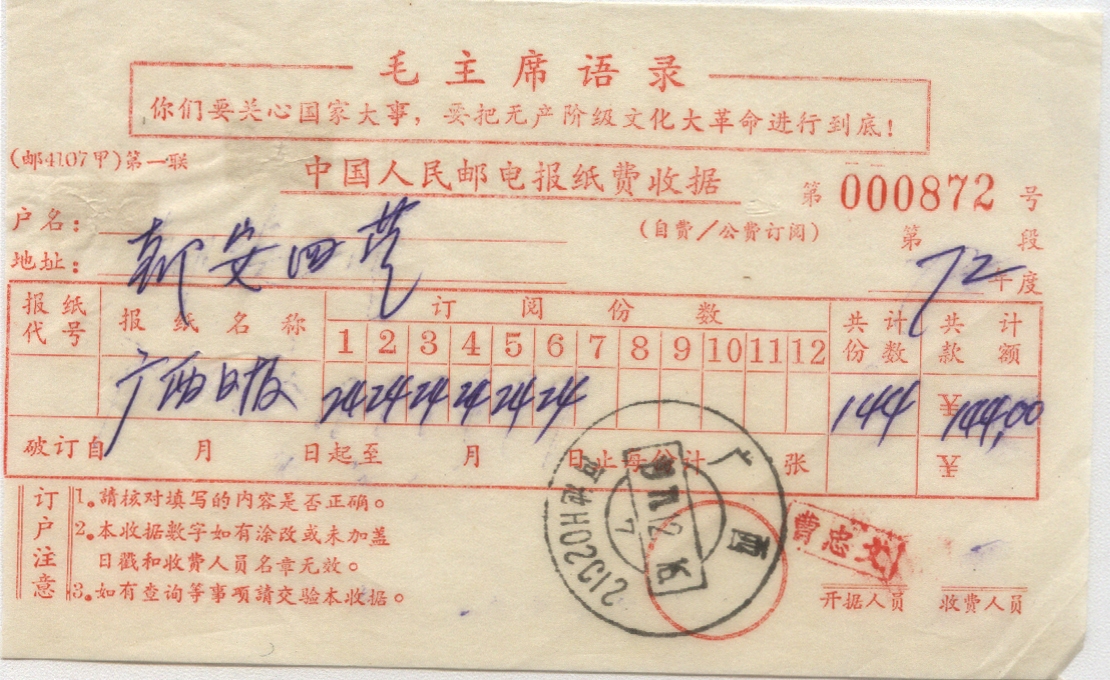 毛主席语录
你们要关心国家大事，要把无产阶级文化大革命进行到底！
(邮4107甲)第一联
中国人民邮电报纸费收据
第 000872 号
户名：
(自费／公费订阅)
第 段
地址：
安四
72年度
报纸代号 报纸名称 订阅份数 共计份数 共计款额
1 2 3 4 5 6 7 8 9 10 11 12
广西日报 24 24 24 24 24 24 144 ¥144.00
破订自 月 日起至 月 日止每份计 张 ¥
订户注意
1。請核对填写的内容是否正确。
2。本收据数字如有涂改或未加盖
日戳和收费人员名章无效。
3。如有查询等事项請交验本收据。
广西
HOCHIZ
曹忠
开据人员 收费人员